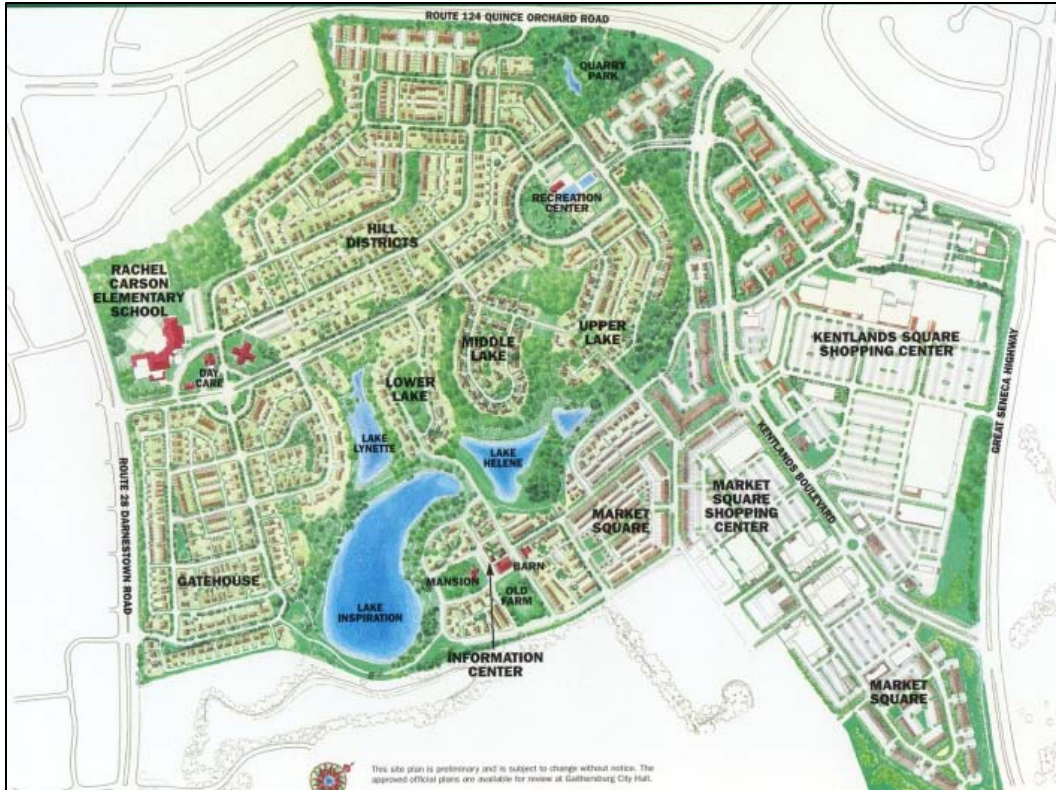 ROUTE 124 QUINCE ORCHARD ROAD
QUARRY
PARK
RECREATION
CENTER
HILL
DISTRICTS
RACHEL
CARSON
ELEMENTARY
SCHOOL
DAY
CARE
MIDDLE
LAKE
UPPER
LAKE
LOWER
LAKE
KENTLANDS SQUARE
SHOPPING CENTER
GREAT SENECA HIGHWAY
KENTLANDS BOULEVARD
LAKE
LYNETTE
LAKE
HELENE
MARKET
SQUARE
MARKET
SQUARE
SHOPPING
CENTER
ROUTE 28 DARNESTOWN ROAD
GATEHOUSE
MANSION
BARN
OLD
FARM
LAKE
INSPIRATION
INFORMATION
CENTER
MARKET
SQUARE
This site plan is preliminary and is subject to change without notice. The
approved official plans are available for review at Gaithersburg City Hall.